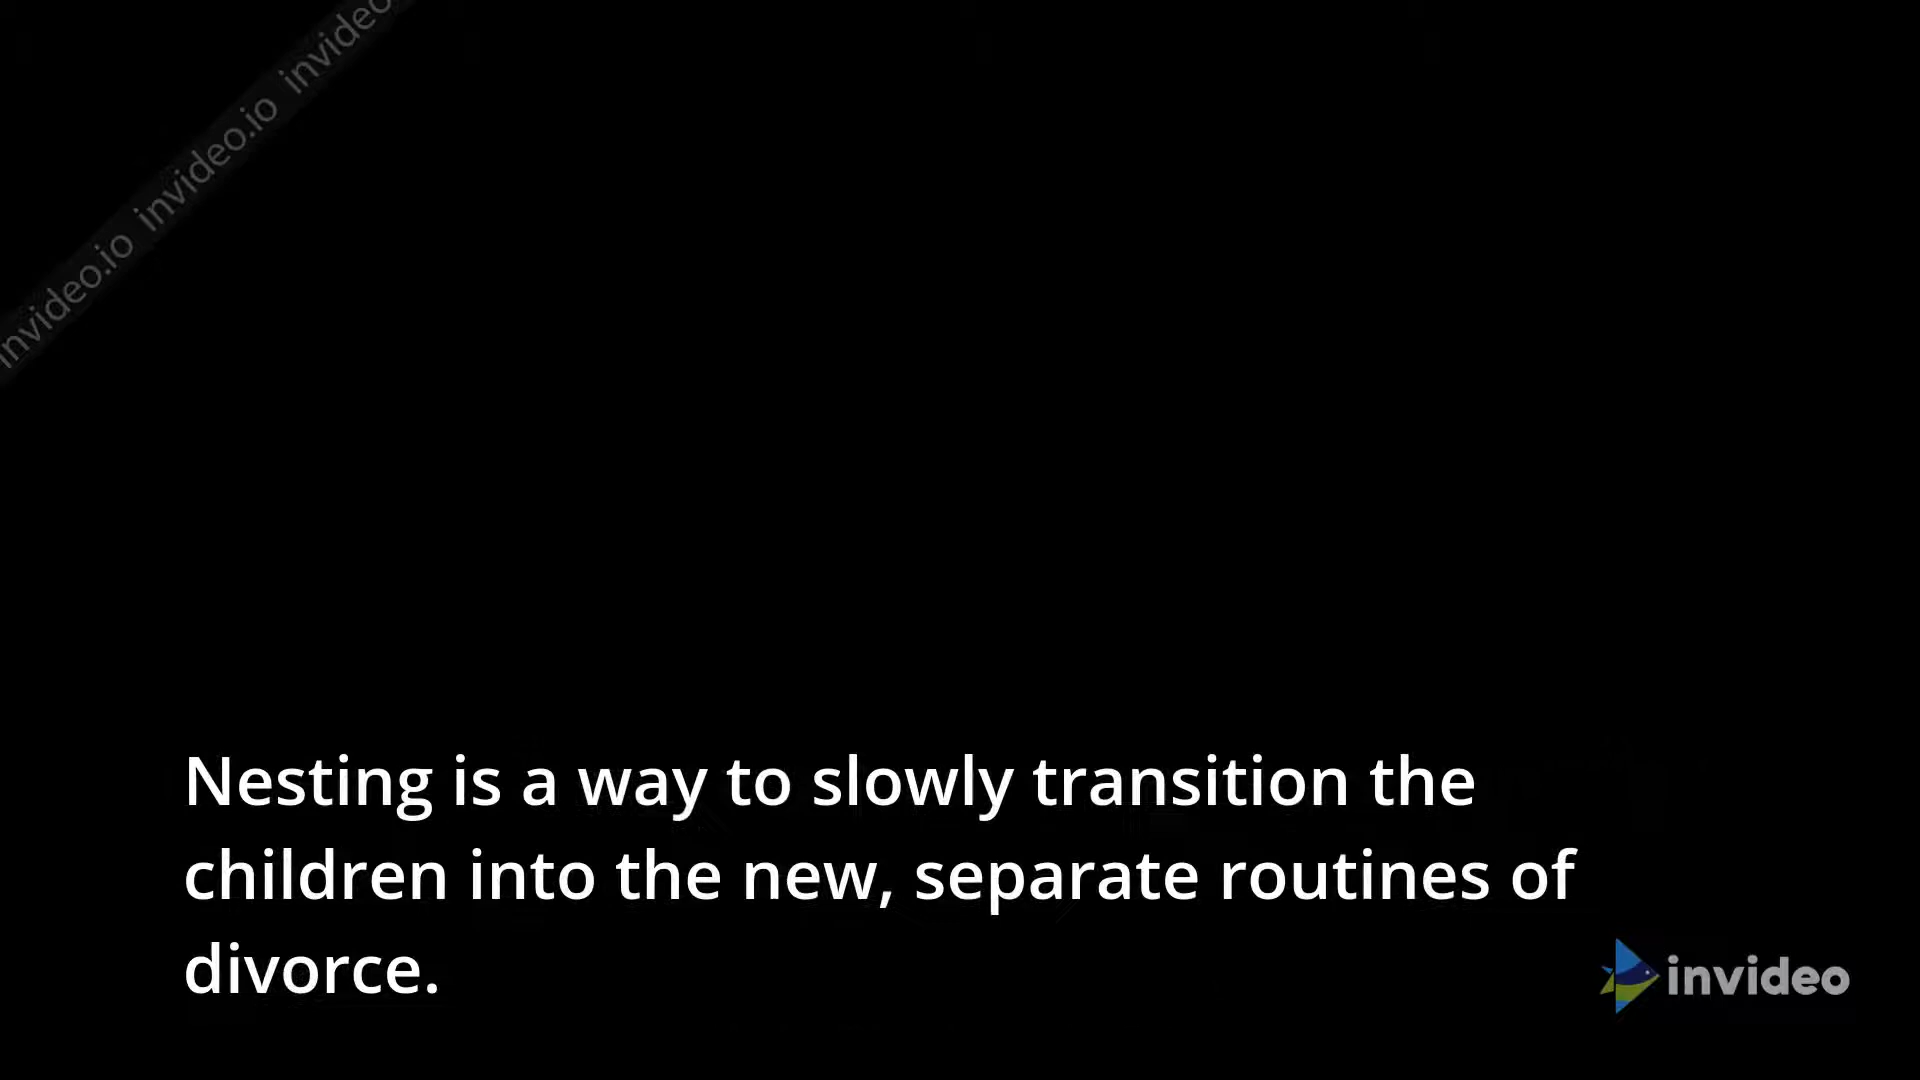 invideo.io invideo.io invideo
Nesting is a way to slowly transition the
children into the new, separate routines of
divorce.
invideo